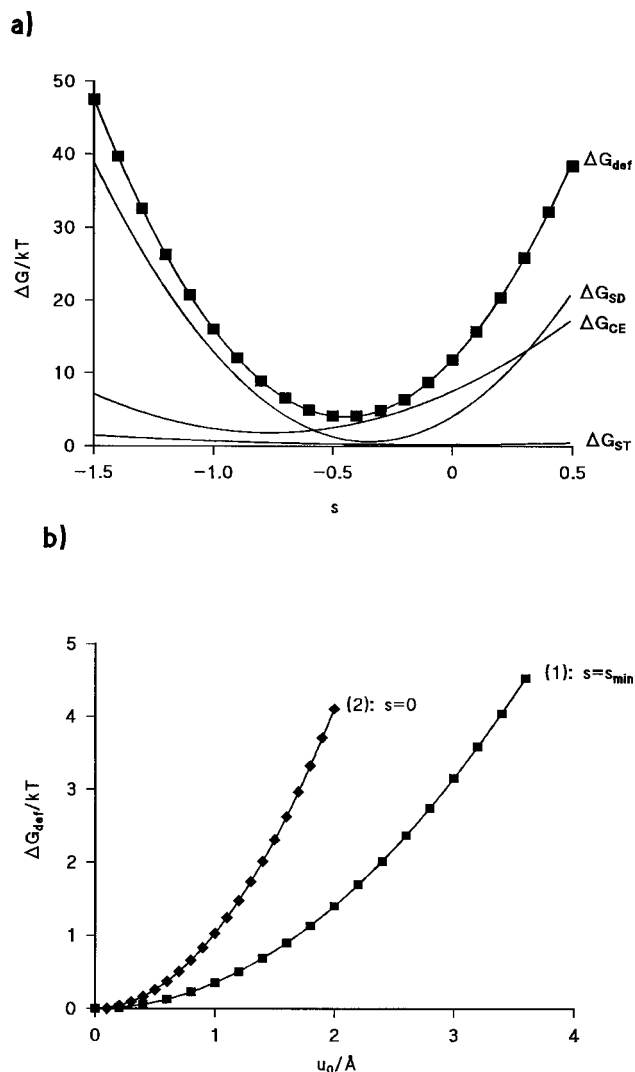 a)
50
40
30
20
10
0
ΔG/kT
−1.5
−1.0
−0.5
0
0.5
s
ΔG_def
ΔG_SD
ΔG_CE
ΔG_ST
b)
5
4
3
2
1
0
ΔG_def/kT
0
1
2
3
4
u_0/Å
(2): s=0
(1): s=s_min